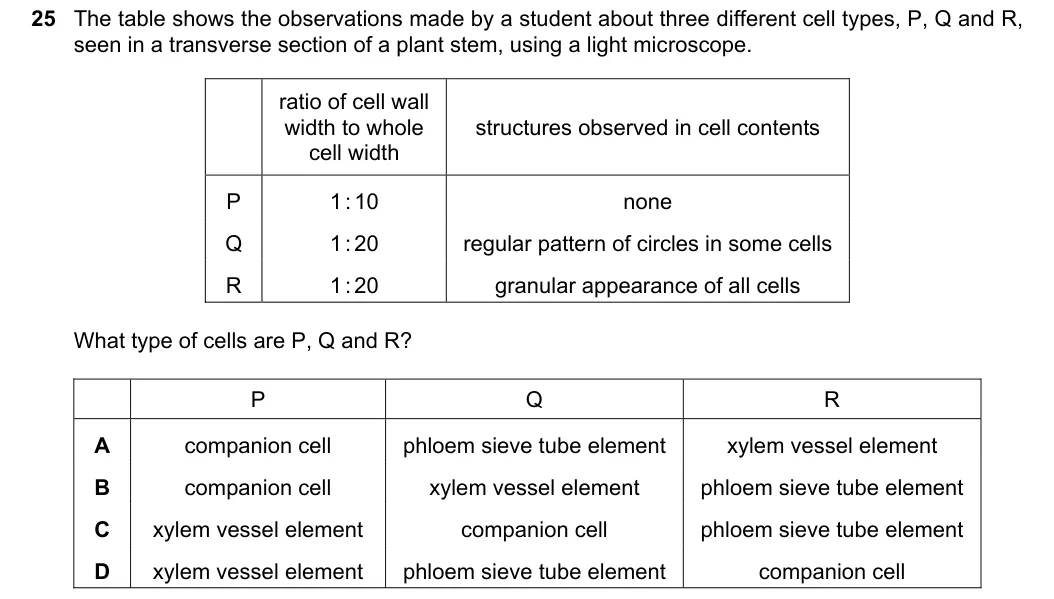 25 The table shows the observations made by a student about three different cell types, P, Q and R,
seen in a transverse section of a plant stem, using a light microscope.
ratio of cell wall
width to whole
cell width
structures observed in cell contents
P 1 : 10 none
Q 1 : 20 regular pattern of circles in some cells
R 1 : 20 granular appearance of all cells
What type of cells are P, Q and R?
P Q R
A companion cell phloem sieve tube element xylem vessel element
B companion cell xylem vessel element phloem sieve tube element
C xylem vessel element companion cell phloem sieve tube element
D xylem vessel element phloem sieve tube element companion cell